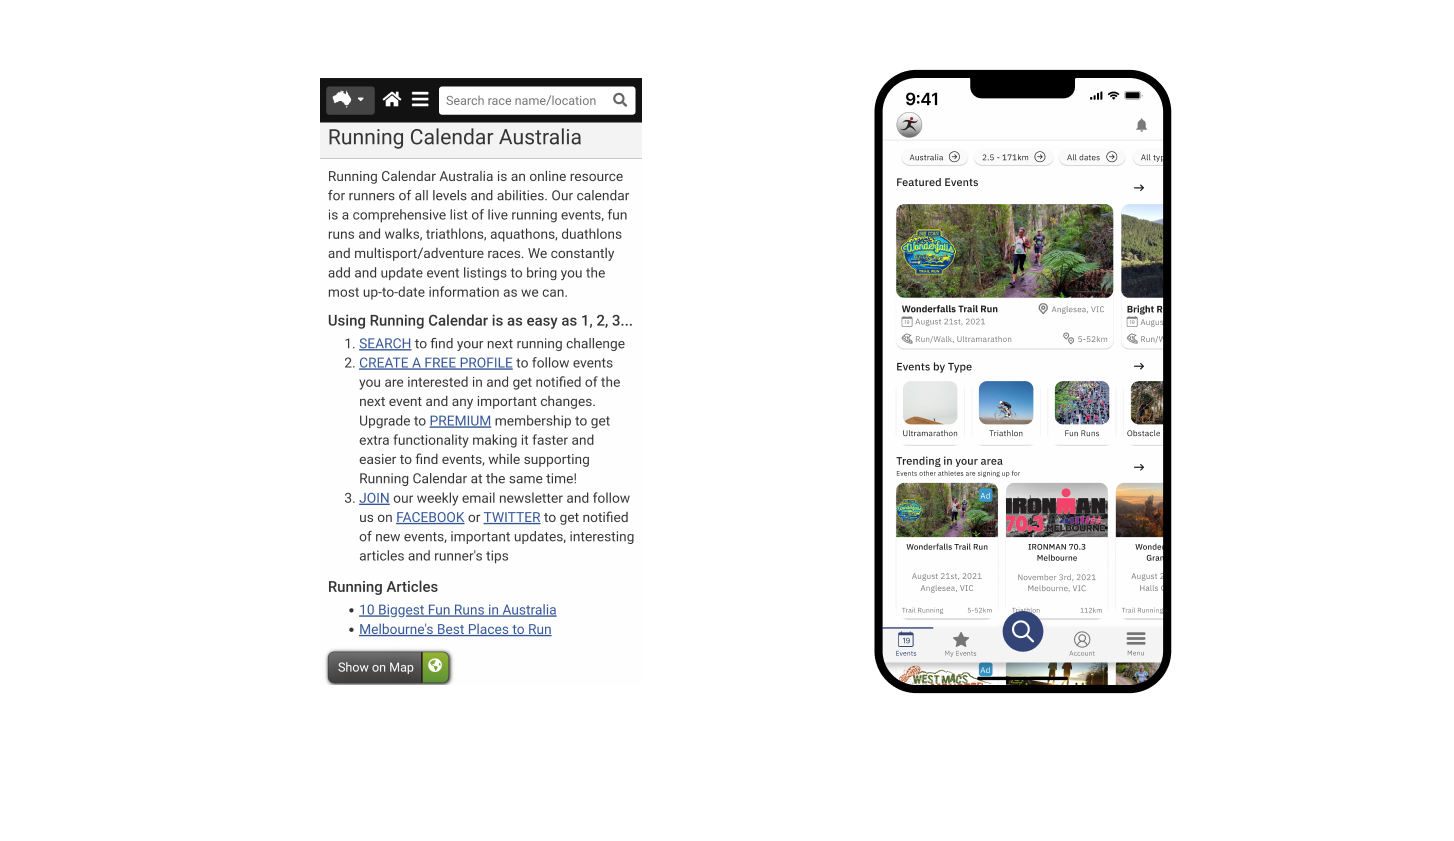 Search race name/location
Running Calendar Australia
Running Calendar Australia is an online resource
for runners of all levels and abilities. Our calendar
is a comprehensive list of live running events, fun
runs and walks, triathlons, aquathons, duathlons
and multisport/adventure races. We constantly
add and update event listings to bring you the
most up-to-date information as we can.
Using Running Calendar is as easy as 1, 2, 3...
1. SEARCH to find your next running challenge
2. CREATE A FREE PROFILE to follow events
you are interested in and get notified of the
next event and any important changes.
Upgrade to PREMIUM membership to get
extra functionality making it faster and
easier to find events, while supporting
Running Calendar at the same time!
3. JOIN our weekly email newsletter and follow
us on FACEBOOK or TWITTER to get notified
of new events, important updates, interesting
articles and runner's tips
Running Articles
• 10 Biggest Fun Runs in Australia
• Melbourne's Best Places to Run
Show on Map
9:41
Australia 2.5 - 171km All dates All typ
Featured Events
Wonderfalls
TRAIL RUN
Wonderfalls Trail Run Anglesea, VIC
August 21st, 2021
Run/Walk, Ultramarathon 5-52km
Bright R
Augus
Run/W
Events by Type
Ultramarathon Triathlon Fun Runs Obstacle
Trending in your area
Events other athletes are signing up for
Ad
IRONMAN
70.3
MELBOURNE
Wonderfalls Trail Run
August 21st, 2021
Anglesea, VIC
Trail Running 5-52km
IRONMAN 70.3
Melbourne
November 3rd, 2021
Melbourne, VIC
Triathlon 112km
Wonde
Gran
August 2
Halls
Trail Running
19
Events My Events Account Menu
WEST MACS
Ad